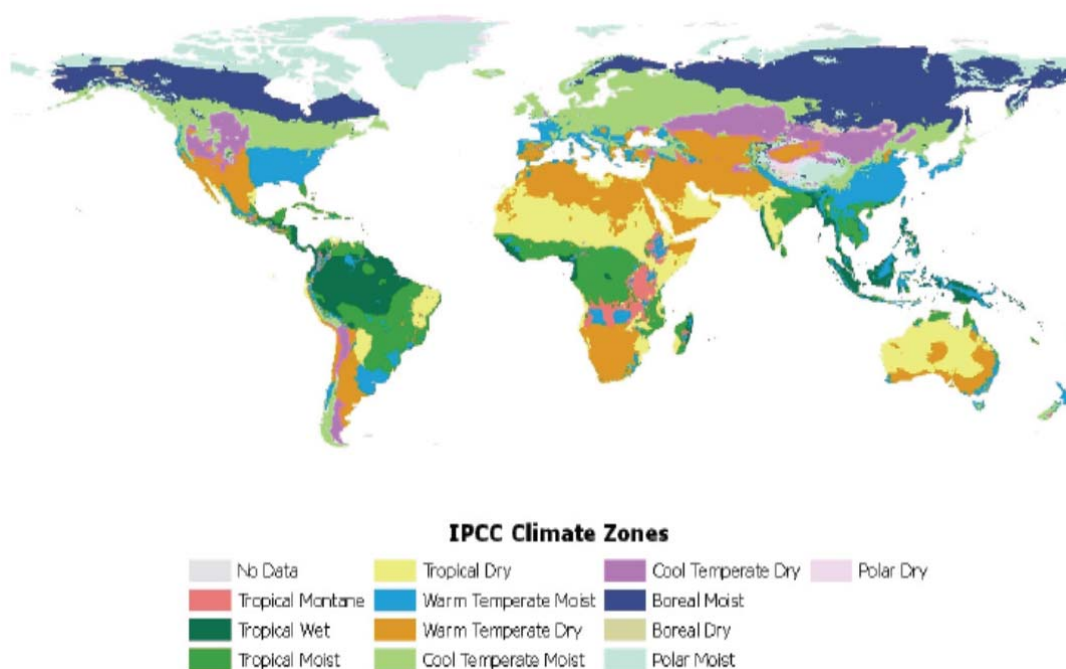 IPCC Climate Zones
No Data
Tropical Dry
Cool Temperate Dry
Polar Dry
Tropical Montane
Warm Temperate Moist
Boreal Moist
Tropical Wet
Warm Temperate Dry
Boreal Dry
Tropical Moist
Cool Temperate Moist
Polar Moist